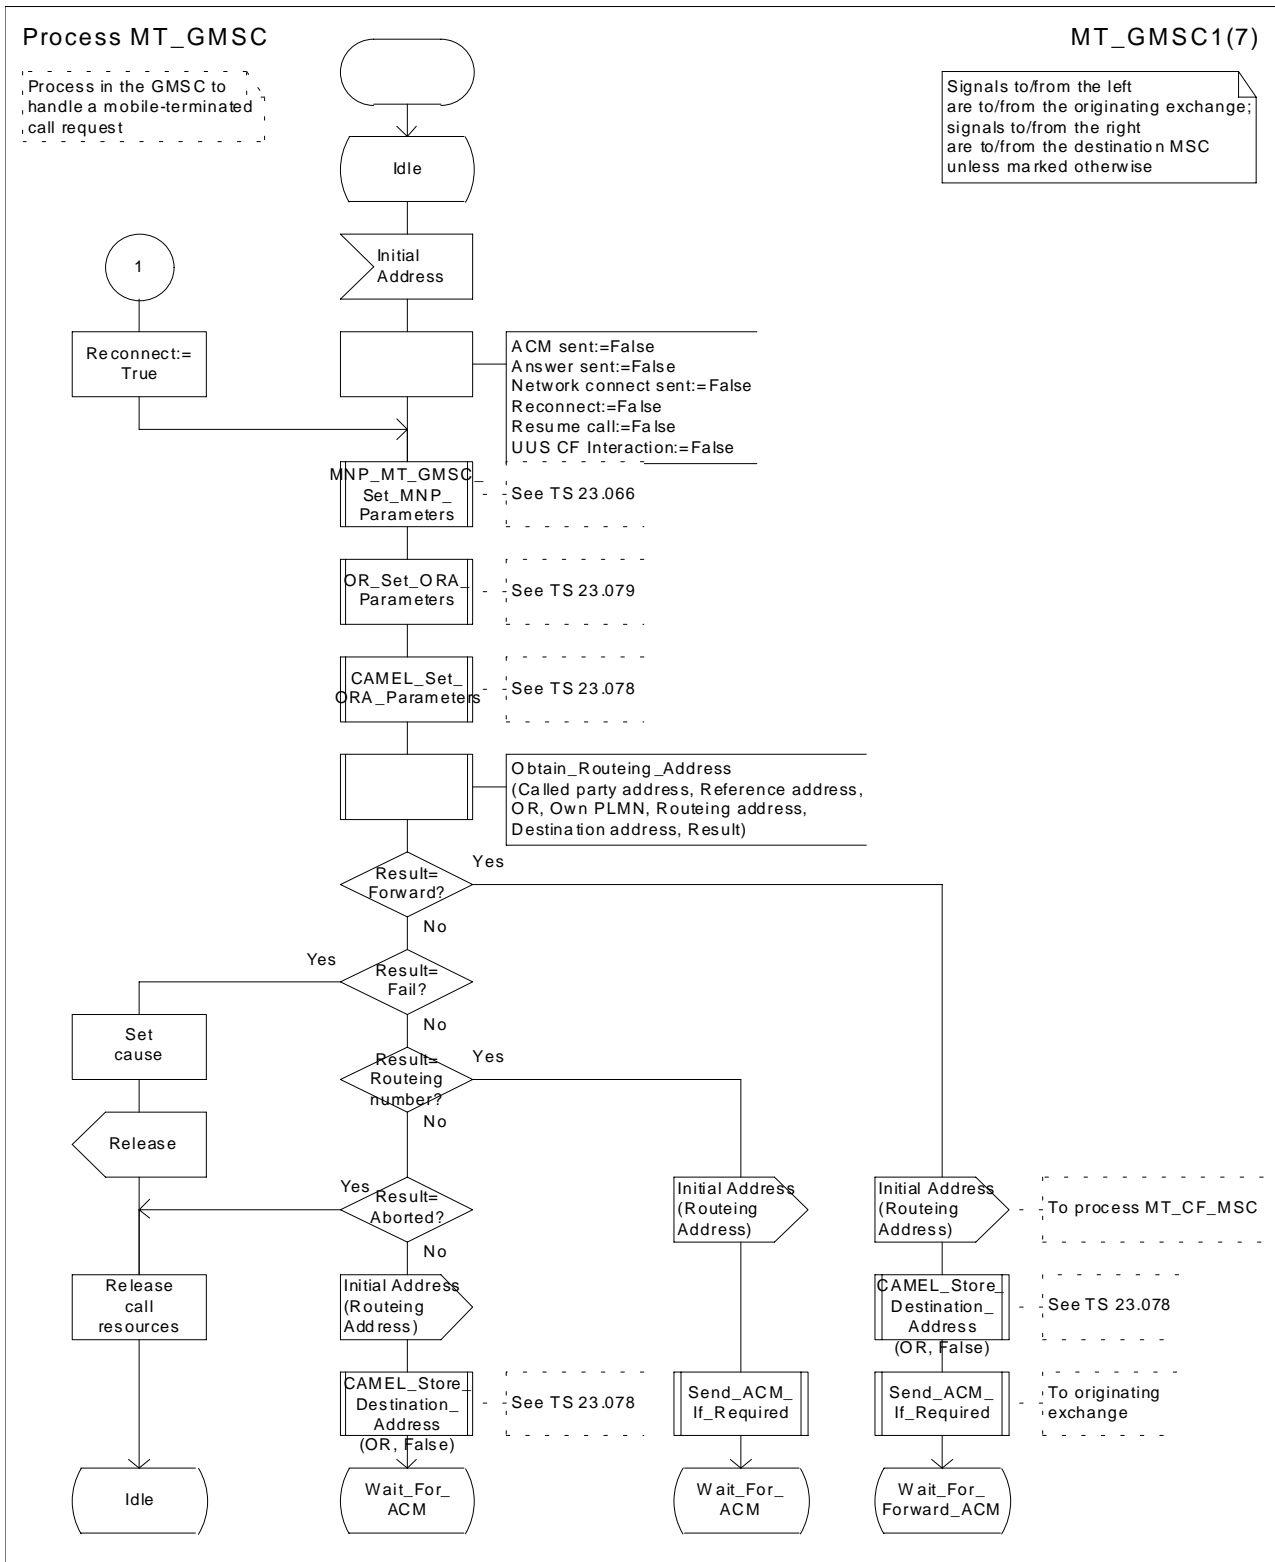 Process MT_GMSC
MT_GMSC1(7)
Process in the GMSC to
handle a mobile-terminated
call request
Signals to/from the left
are to/from the originating exchange;
signals to/from the right
are to/from the destination MSC
unless marked otherwise
Idle
Initial
Address
1
Reconnect:=
True
ACM sent:=False
Answer sent:=False
Network connect sent:=False
Reconnect:=False
Resume call:=False
UUS CF Interaction:=False
MNP_MT_GMSC_
Set_MNP_
Parameters
See TS 23.066
OR_Set_ORA_
Parameters
See TS 23.079
CAMEL_Set_
ORA_Parameters
See TS 23.078
Obtain_Routeing_Address
(Called party address, Reference address,
OR, Own PLMN, Routeing address,
Destination address, Result)
Result=
Forward?
Yes
No
Result=
Fail?
Yes
No
Set
cause
Result=
Routeing
number?
Yes
No
Release
Result=
Aborted?
Yes
No
Initial Address
(Routeing
Address)
Initial Address
(Routeing
Address)
To process MT_CF_MSC
Release
call
resources
Initial Address
(Routeing
Address)
CAMEL_Store_
Destination_
Address
(OR, False)
See TS 23.078
CAMEL_Store_
Destination_
Address
(OR, False)
See TS 23.078
Send_ACM_
If_Required
Send_ACM_
If_Required
To originating
exchange
Idle
Wait_For_
ACM
Wait_For_
ACM
Wait_For_
Forward_ACM